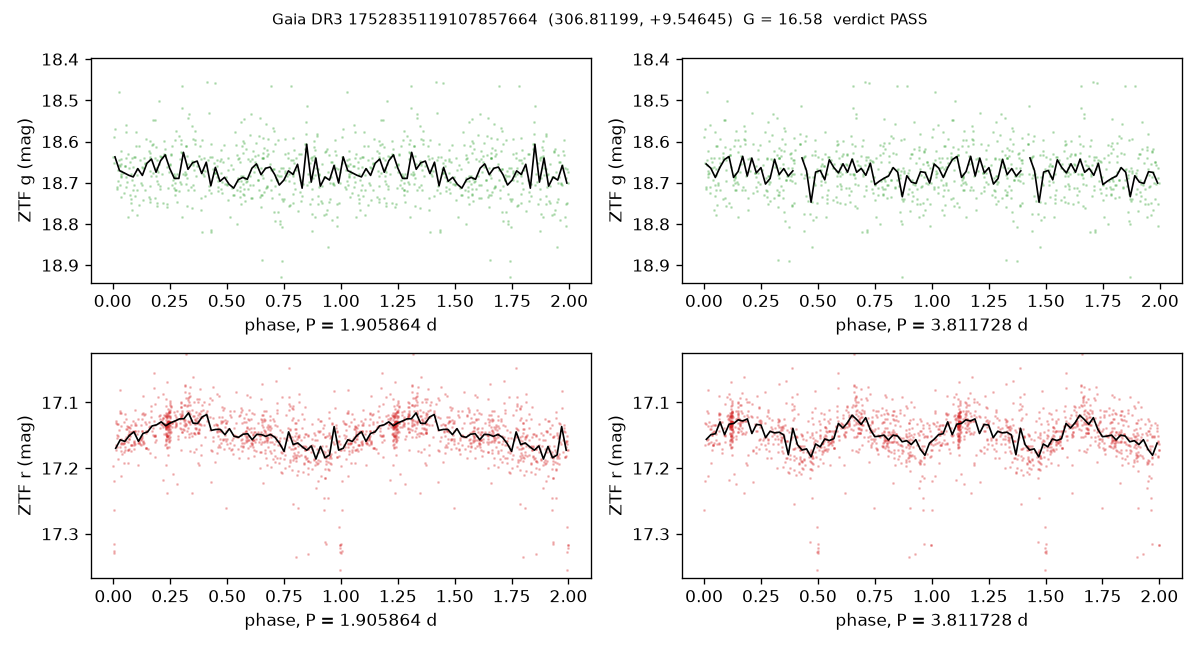 Gaia DR3 1752835119107857664 (306.81199, +9.54645) G = 16.58 verdict PASS
18.4
18.5
18.6
18.7
18.8
18.9
ZTF g (mag)
0.00 0.25 0.50 0.75 1.00 1.25 1.50 1.75 2.00
phase, P = 1.905864 d
18.4
18.5
18.6
18.7
18.8
18.9
ZTF g (mag)
0.00 0.25 0.50 0.75 1.00 1.25 1.50 1.75 2.00
phase, P = 3.811728 d
17.1
17.2
17.3
ZTF r (mag)
0.00 0.25 0.50 0.75 1.00 1.25 1.50 1.75 2.00
phase, P = 1.905864 d
17.1
17.2
17.3
ZTF r (mag)
0.00 0.25 0.50 0.75 1.00 1.25 1.50 1.75 2.00
phase, P = 3.811728 d